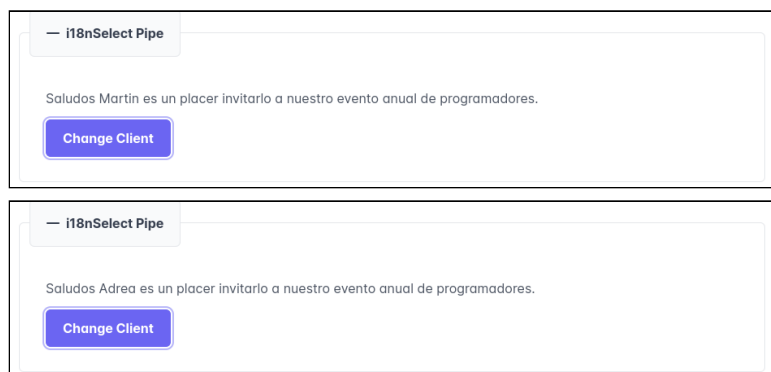 — i18nSelect Pipe
Saludos Martin es un placer invitarlo a nuestro evento anual de programadores.
Change Client
— i18nSelect Pipe
Saludos Adrea es un placer invitarlo a nuestro evento anual de programadores.
Change Client